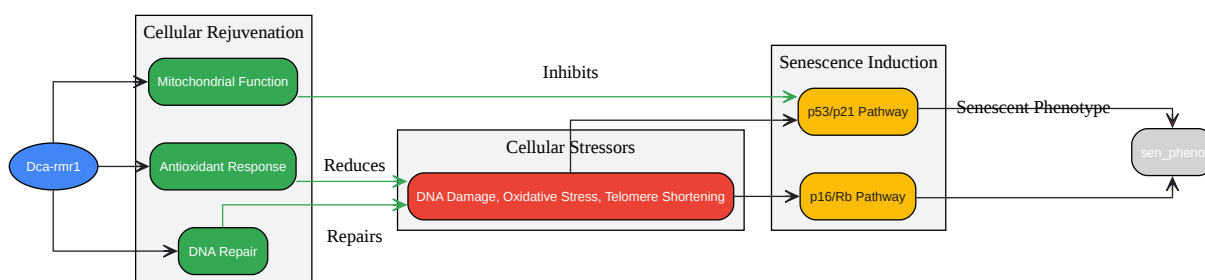 Cellular Rejuvenation
Mitochondrial Function
Inhibits
Senescence Induction
p53/p21 Pathway
Senescent Phenotype
Cellular Stressors
Dca-rmr1
Antioxidant Response
Reduces
DNA Damage, Oxidative Stress, Telomere Shortening
p16/Rb Pathway
sen_pheno
Repairs
DNA Repair